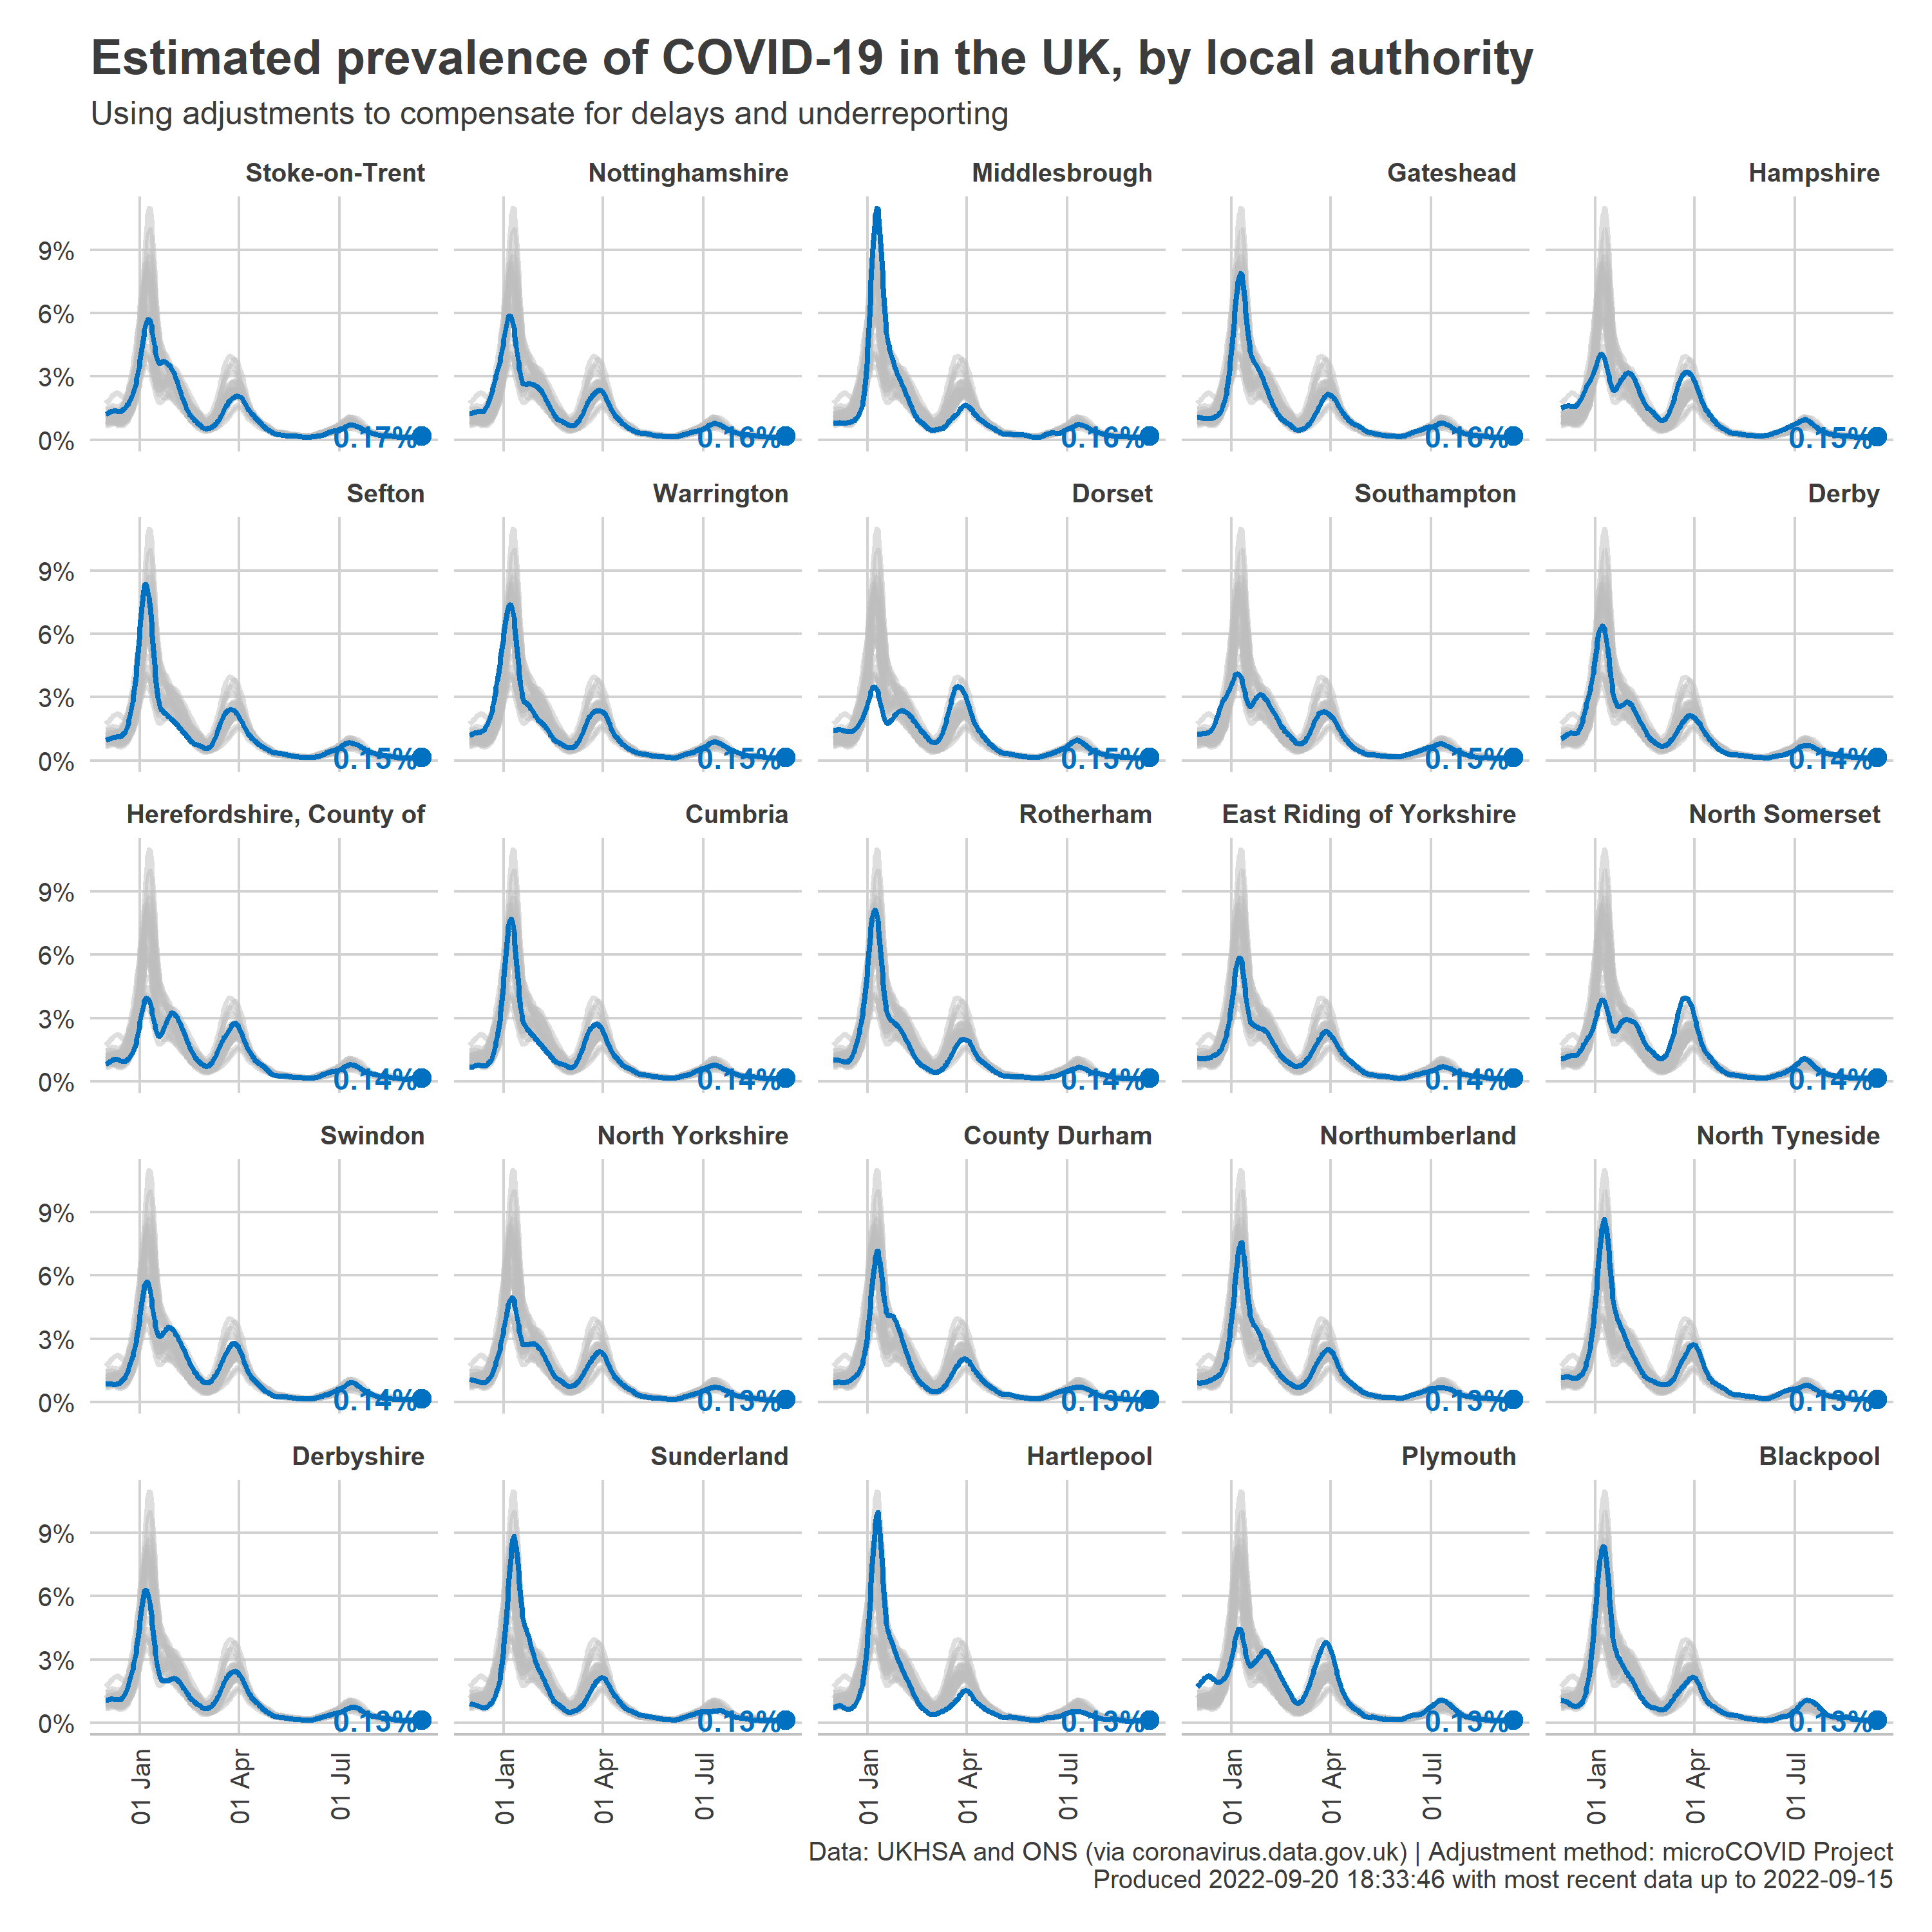 Estimated prevalence of COVID-19 in the UK, by local authority
Using adjustments to compensate for delays and underreporting
Stoke-on-Trent Nottinghamshire Middlesbrough Gateshead Hampshire
9%
6%
3%
0%
0.17% 0.16% 0.16% 0.16% 0.15%
Sefton Warrington Dorset Southampton Derby
9%
6%
3%
0%
0.15% 0.15% 0.15% 0.15% 0.14%
Herefordshire, County of Cumbria Rotherham East Riding of Yorkshire North Somerset
9%
6%
3%
0%
0.14% 0.14% 0.14% 0.14% 0.14%
Swindon North Yorkshire County Durham Northumberland North Tyneside
9%
6%
3%
0%
0.14% 0.13% 0.13% 0.13% 0.13%
Derbyshire Sunderland Hartlepool Plymouth Blackpool
9%
6%
3%
0%
0.13% 0.13% 0.13% 0.13% 0.13%
01 Jan 01 Apr 01 Jul 01 Jan 01 Apr 01 Jul 01 Jan 01 Apr 01 Jul 01 Jan 01 Apr 01 Jul 01 Jan 01 Apr 01 Jul
Data: UKHSA and ONS (via coronavirus.data.gov.uk) | Adjustment method: microCOVID Project
Produced 2022-09-20 18:33:46 with most recent data up to 2022-09-15